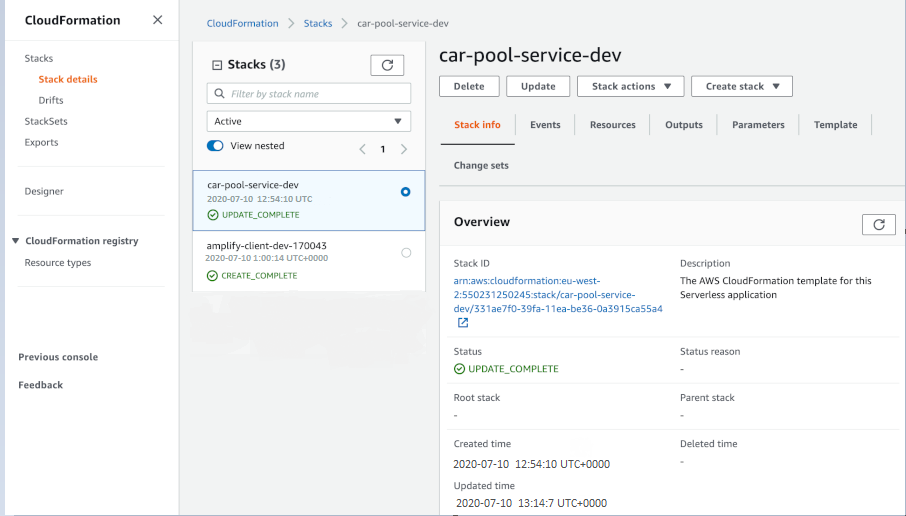 CloudFormation
Stacks
Stack details
Drifts
StackSets
Exports
Designer
CloudFormation registry
Resource types
Previous console
Feedback
CloudFormation > Stacks > car-pool-service-dev
Stacks (3)
Filter by stack name
Active
View nested
1
car-pool-service-dev
2020-07-10 12:54:10 UTC
UPDATE_COMPLETE
amplify-client-dev-170043
2020-07-10 1:00:14 UTC+0000
CREATE_COMPLETE
car-pool-service-dev
Delete Update Stack actions Create stack
Stack info Events Resources Outputs Parameters Template
Change sets
Overview
Stack ID
arn:aws:cloudformation:eu-west-
2:550231250245:stack/car-pool-service-
dev/331ae7f0-39fa-11ea-be36-0a3915ca55a4
Description
The AWS CloudFormation template for this
Serverless application
Status
UPDATE_COMPLETE
Status reason
-
Root stack
-
Parent stack
-
Created time
2020-07-10 12:54:10 UTC+0000
Deleted time
-
Updated time
2020-07-10 13:14:7 UTC+0000